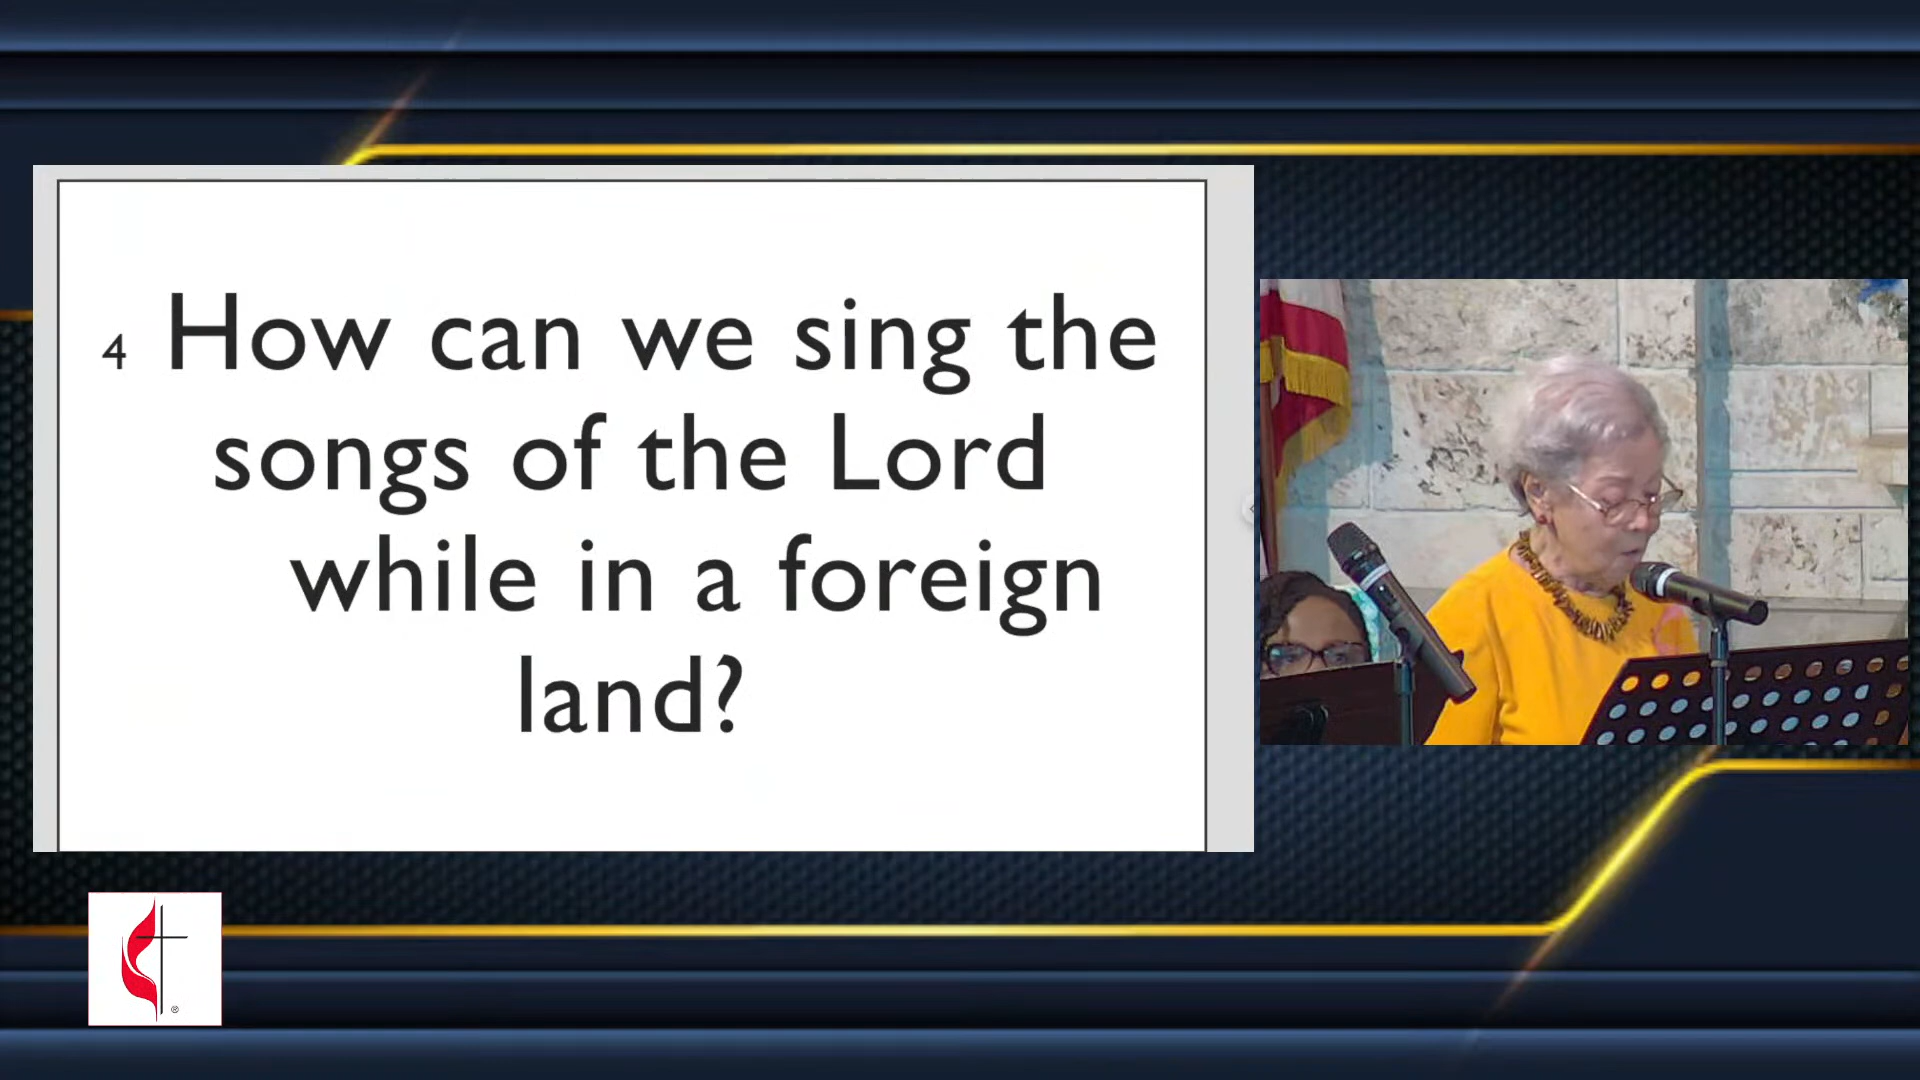 4 How can we sing the
songs of the Lord
while in a foreign
land?
®